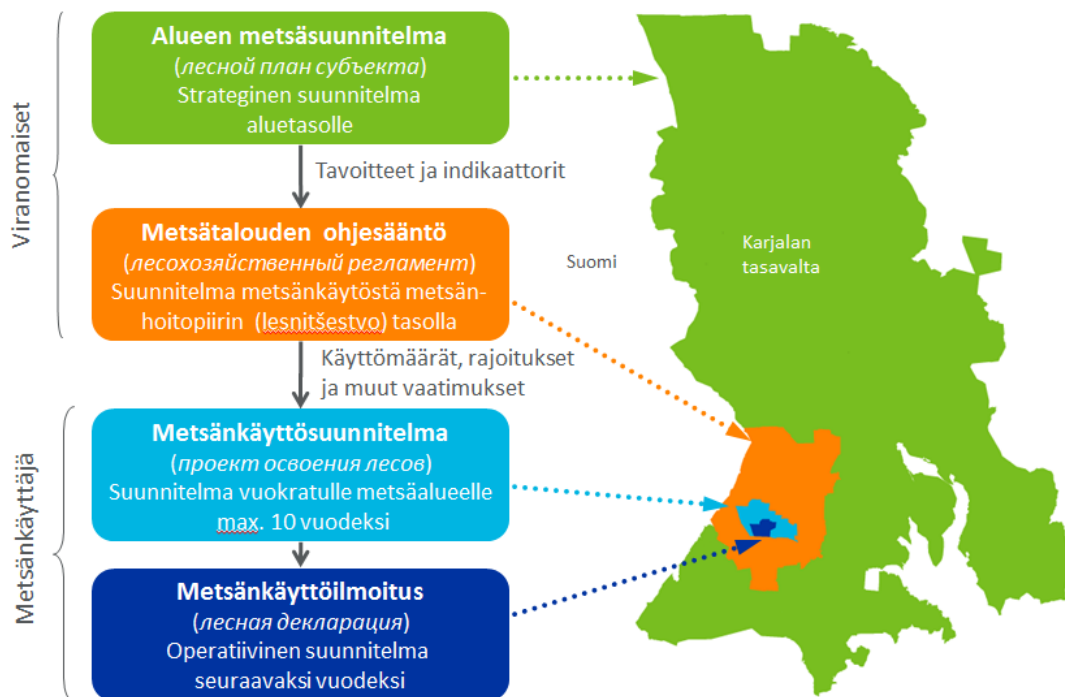 Viranomaiset
Alueen metsäsuunnitelma
(лесной план субъекта)
Strateginen suunnitelma
aluetasolle
Tavoitteet ja indikaattorit
Metsätalouden ohjesääntö
(лесохозяйственный регламент)
Suunnitelma metsänkäytöstä metsän-
hoitopiirin (lesnitšestvo) tasolla
Käyttömäärät, rajoitukset
ja muut vaatimukset
Metsänkäyttäjä
Metsänkäyttösuunnitelma
(проект освоения лесов)
Suunnitelma vuokratulle metsäalueelle
max. 10 vuodeksi
Metsänkäyttöilmoitus
(лесная декларация)
Operatiivinen suunnitelma
seuraavaksi vuodeksi
Suomi
Karjalan
tasavalta